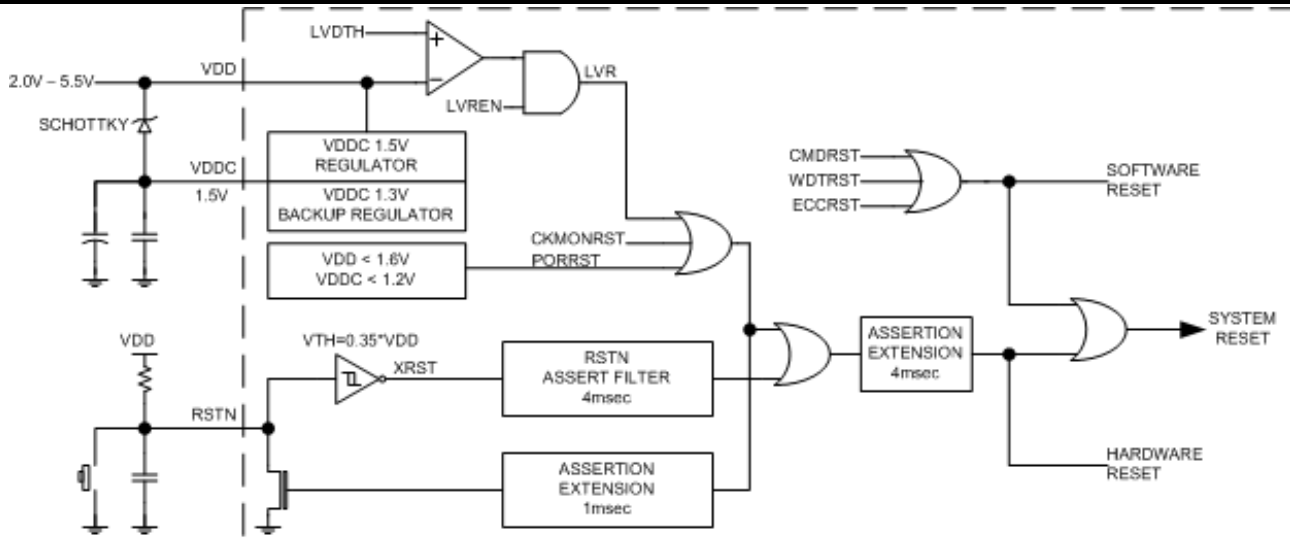 LVDTH
2.0V – 5.5V
VDD
LVR
LVREN
SCHOTTKY
VDDC 1.5V
REGULATOR
VDDC
1.5V
VDDC 1.3V
BACKUP REGULATOR
CMDRST
WDTRST
ECCRST
SOFTWARE
RESET
CKMONRST
PORRST
VDD < 1.6V
VDDC < 1.2V
VDD
VTH=0.35*VDD
XRST
RSTN
ASSERT FILTER
4msec
ASSERTION
EXTENSION
4msec
SYSTEM
RESET
RSTN
ASSERTION
EXTENSION
1msec
HARDWARE
RESET